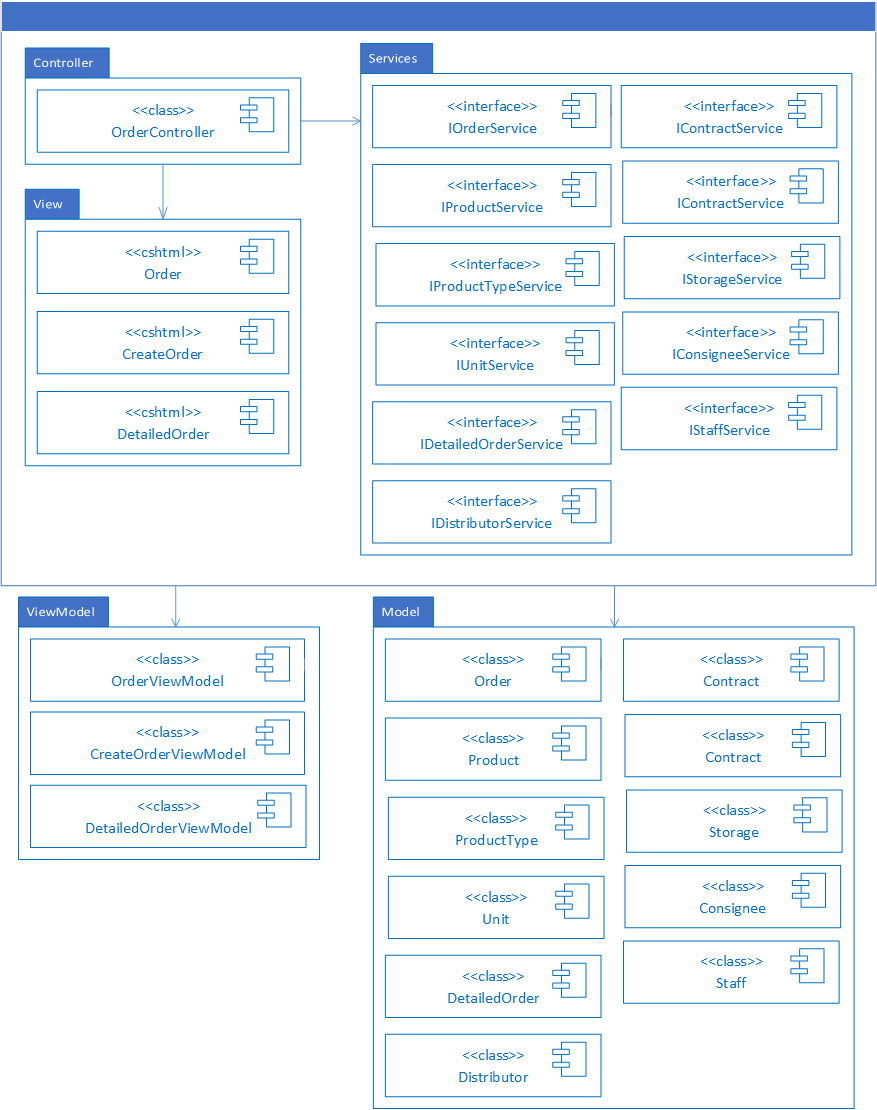 Controller
<<class>>
OrderController
View
<<cshtml>>
Order
<<cshtml>>
CreateOrder
<<cshtml>>
DetailedOrder
Services
<<interface>>
IOrderService
<<interface>>
IProductService
<<interface>>
IProductTypeService
<<interface>>
IUnitService
<<interface>>
IDetailedOrderService
<<interface>>
IDistributorService
<<interface>>
IContractService
<<interface>>
IContractService
<<interface>>
IStorageService
<<interface>>
IConsigneeService
<<interface>>
IStaffService
ViewModel
<<class>>
OrderViewModel
<<class>>
CreateOrderViewModel
<<class>>
DetailedOrderViewModel
Model
<<class>>
Order
<<class>>
Product
<<class>>
ProductType
<<class>>
Unit
<<class>>
DetailedOrder
<<class>>
Distributor
<<class>>
Contract
<<class>>
Contract
<<class>>
Storage
<<class>>
Consignee
<<class>>
Staff